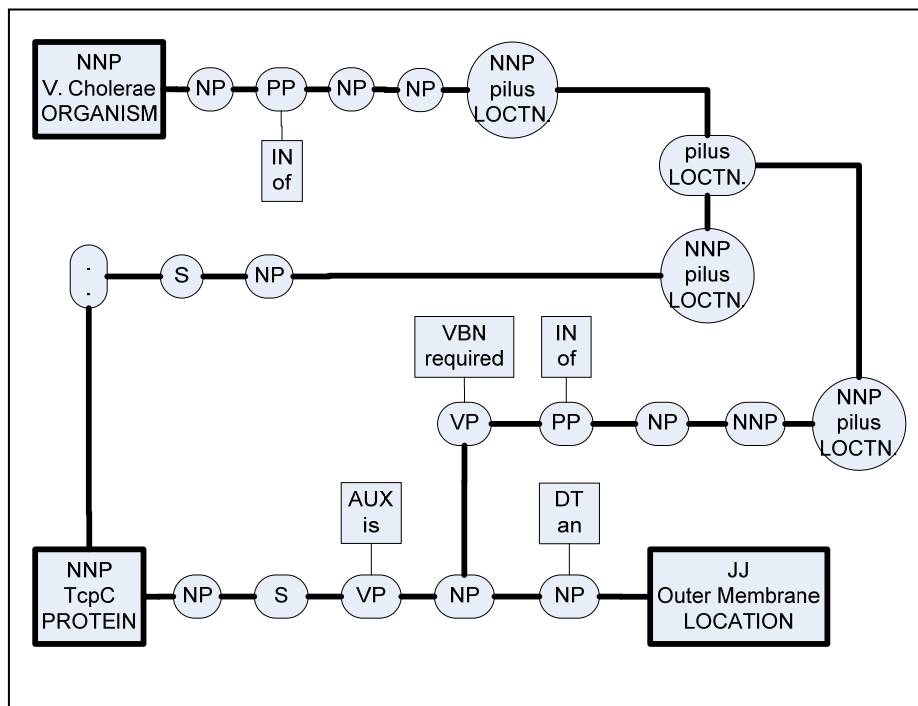 NNP
V. Cholerae
ORGANISM
NP
PP
NP
NP
NNP
pilus
LOCTN.
IN
of
pilus
LOCTN.
.
.
S
NP
NNP
pilus
LOCTN.
VBN
required
IN
of
VP
PP
NP
NNP
NNP
pilus
LOCTN.
AUX
is
DT
an
NNP
TcpC
PROTEIN
NP
S
VP
NP
NP
JJ
Outer Membrane
LOCATION